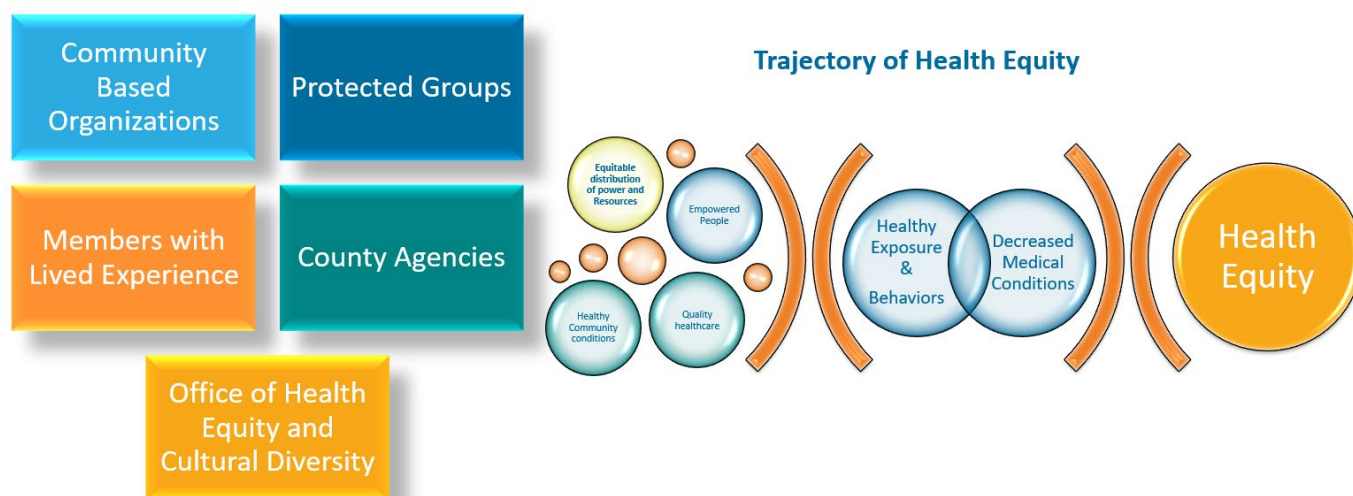 Community
Based
Organizations
Protected Groups
Members with
Lived Experience
County Agencies
Office of Health
Equity and
Cultural Diversity
Trajectory of Health Equity
Equitable
distribution
of power and
Resources
Empowered
People
Healthy
Community
conditions
Quality
healthcare
Healthy
Exposure
&
Behaviors
Decreased
Medical
Conditions
Health
Equity